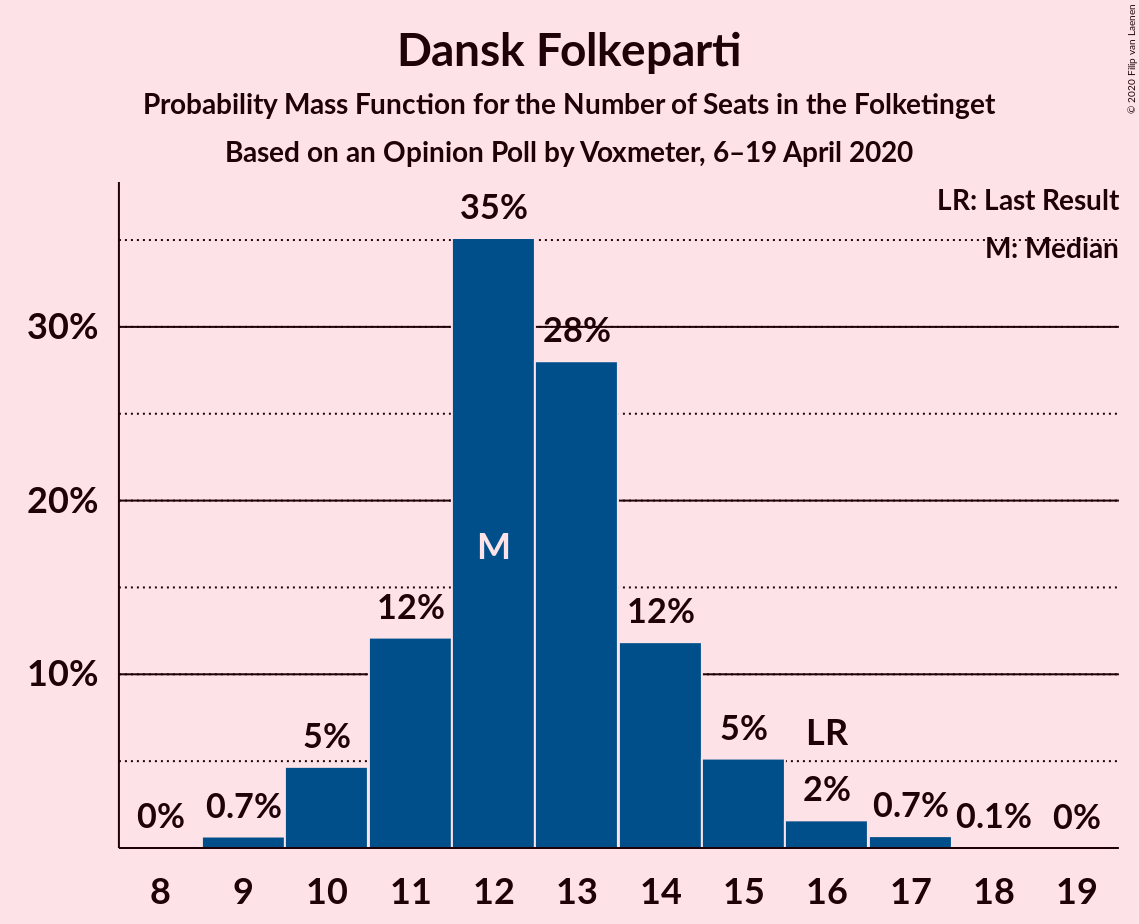 Dansk Folkeparti
Probability Mass Function for the Number of Seats in the Folketinget
Based on an Opinion Poll by Voxmeter, 6–19 April 2020
© 2020 Filip van Laenen
LR: Last Result
M: Median
35%
30%
28%
20%
M
12%
12%
10%
5%
5%
LR
2%
0%
0.7%
0.7%
0.1%
0%
8 9 10 11 12 13 14 15 16 17 18 19